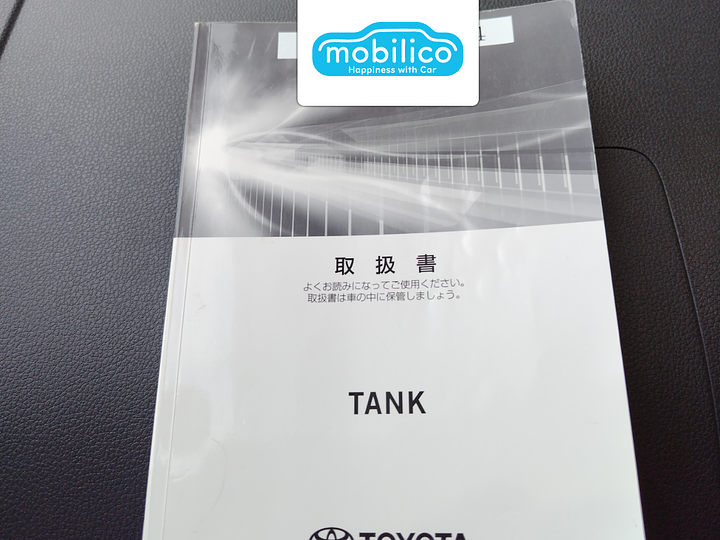 mobilico
Happiness with Car
取扱書
よくお読みになってご使用ください。
取扱書は車の中に保管しましょう。
TANK
TOYOTA